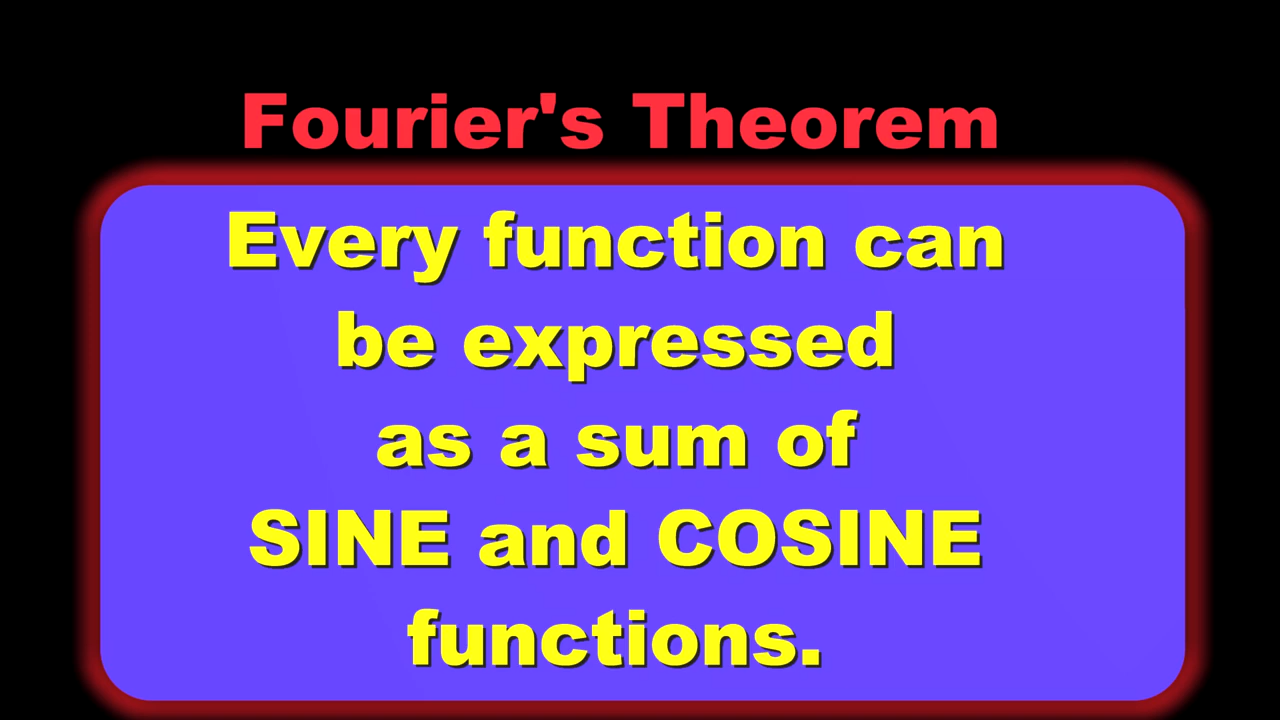 Fourier's Theorem
Every function can
be expressed
as a sum of
SINE and COSINE
functions.